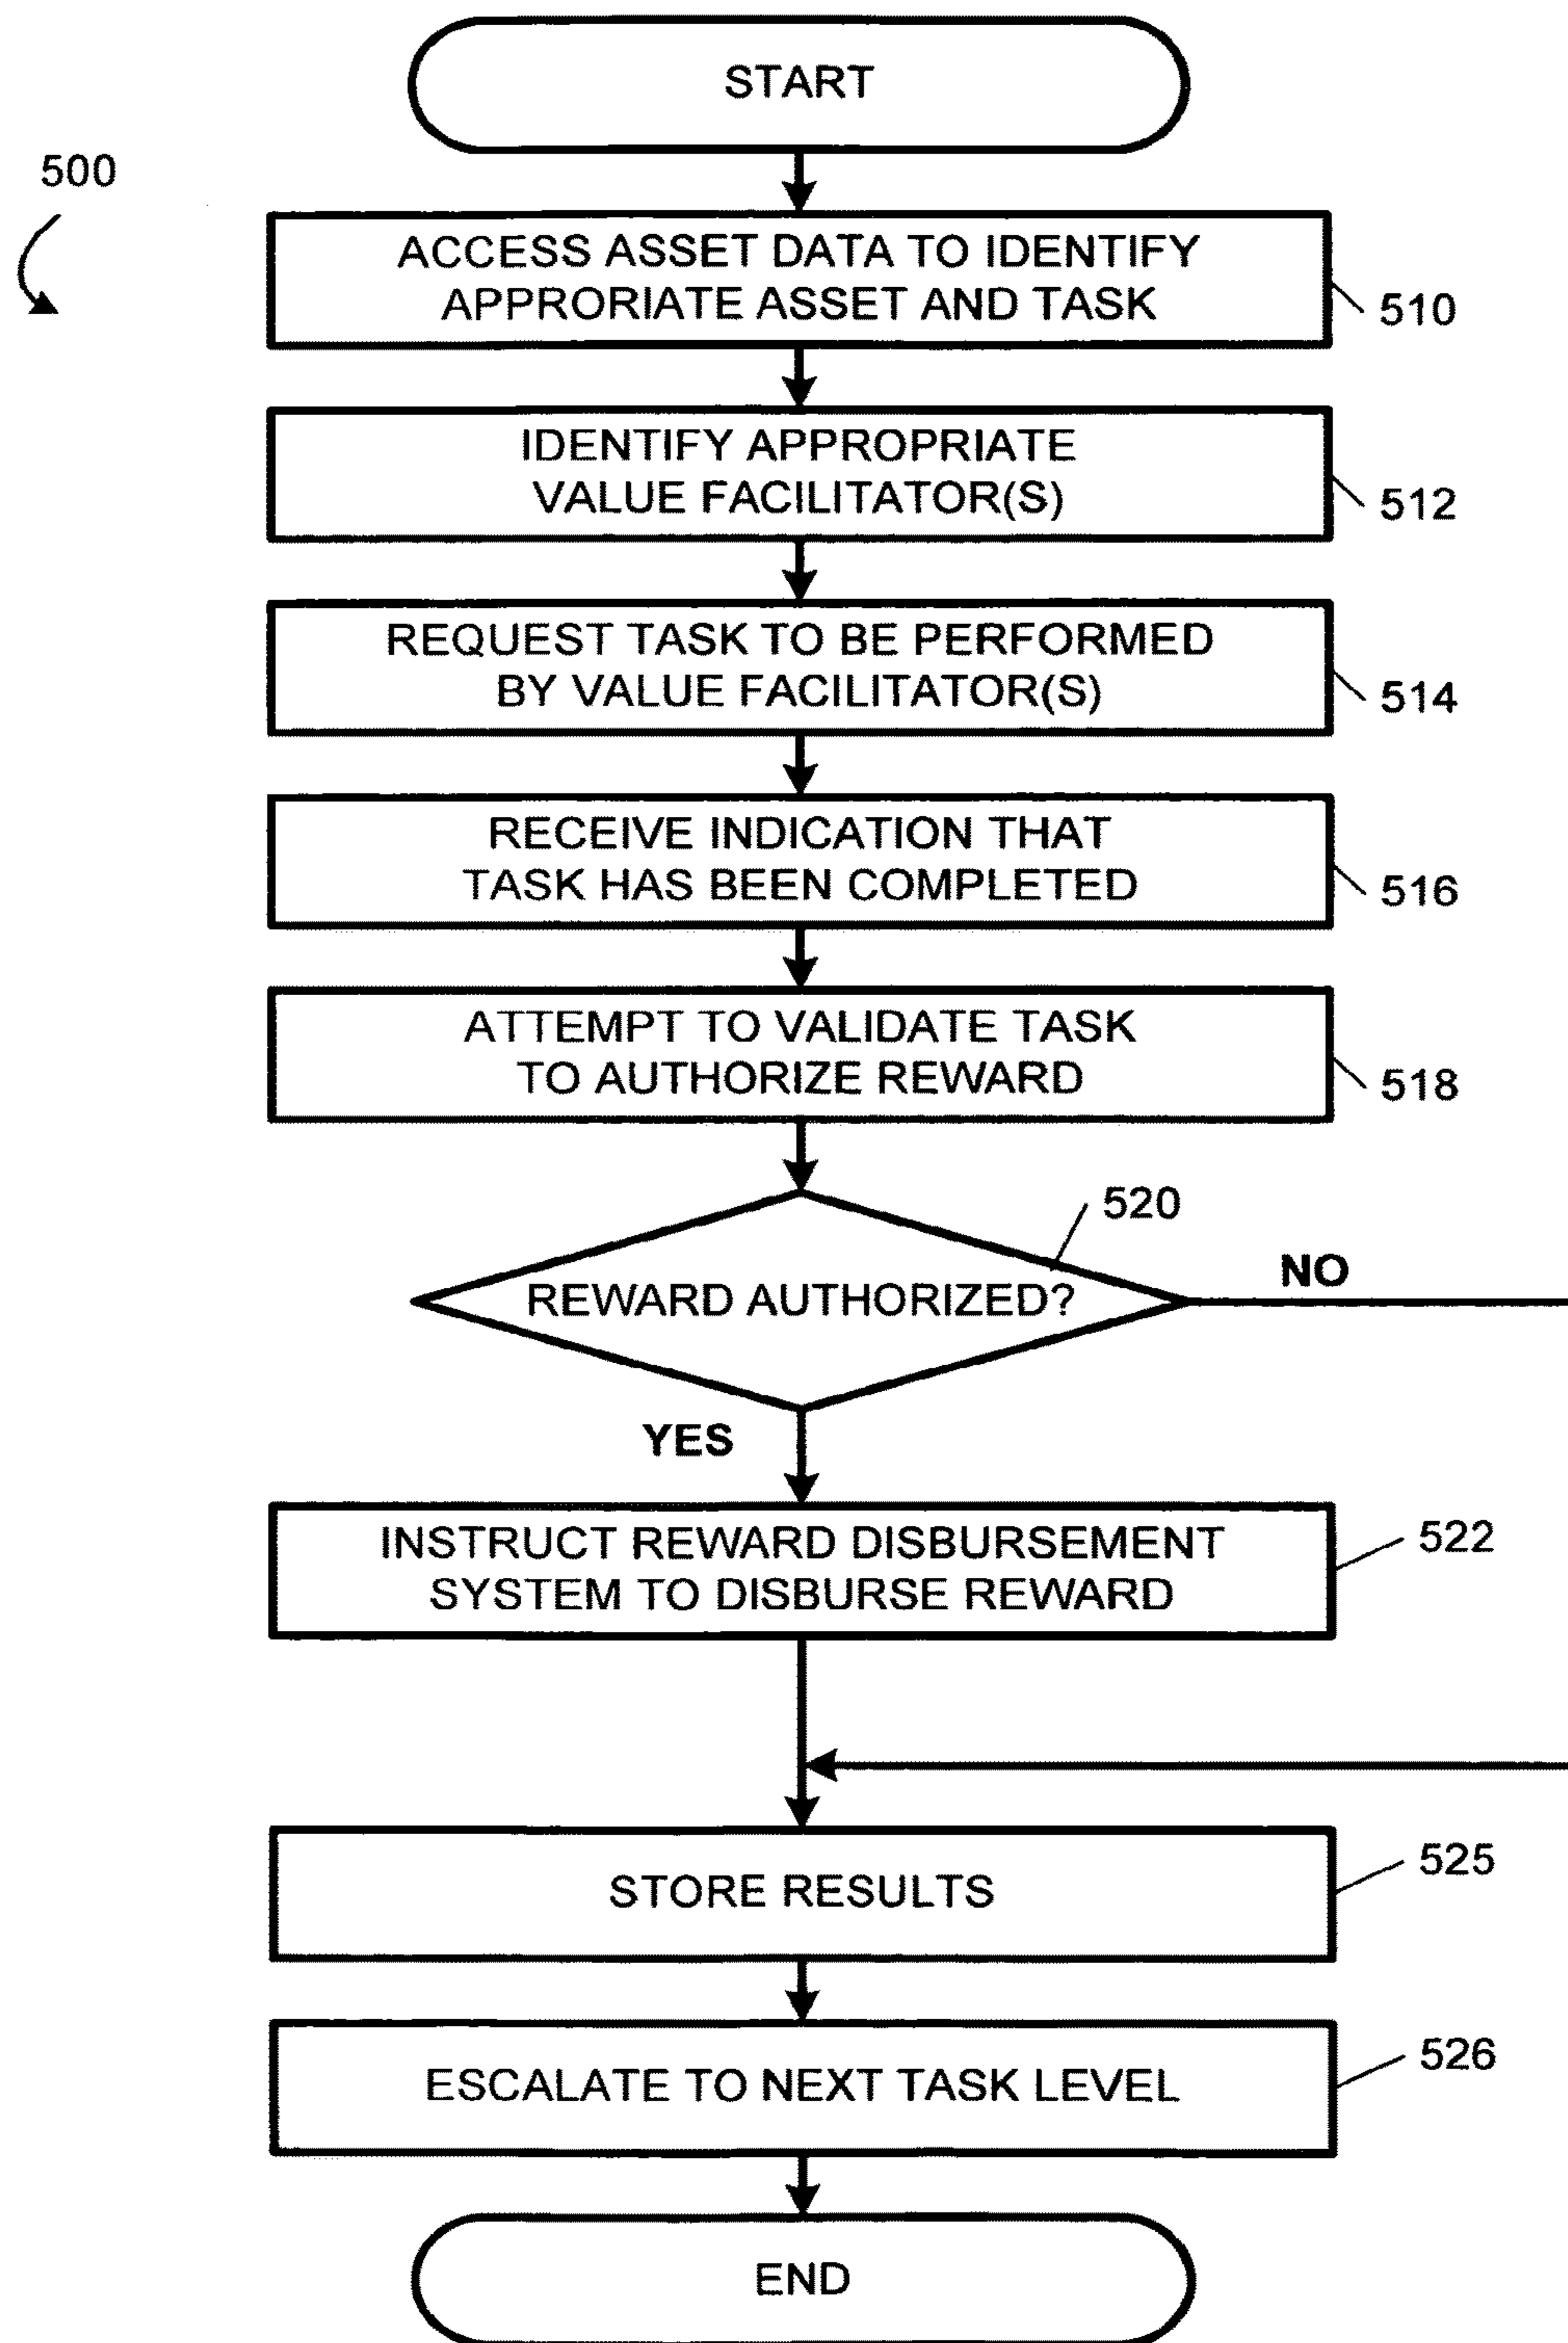 START
500
ACCESS ASSET DATA TO IDENTIFY
APPRORIATE ASSET AND TASK
510
IDENTIFY APPROPRIATE
VALUE FACILITATOR(S)
512
REQUEST TASK TO BE PERFORMED
BY VALUE FACILITATOR(S)
514
RECEIVE INDICATION THAT
TASK HAS BEEN COMPLETED
516
ATTEMPT TO VALIDATE TASK
TO AUTHORIZE REWARD
518
520
REWARD AUTHORIZED?
NO
YES
INSTRUCT REWARD DISBURSEMENT
SYSTEM TO DISBURSE REWARD
522
STORE RESULTS
525
ESCALATE TO NEXT TASK LEVEL
526
END